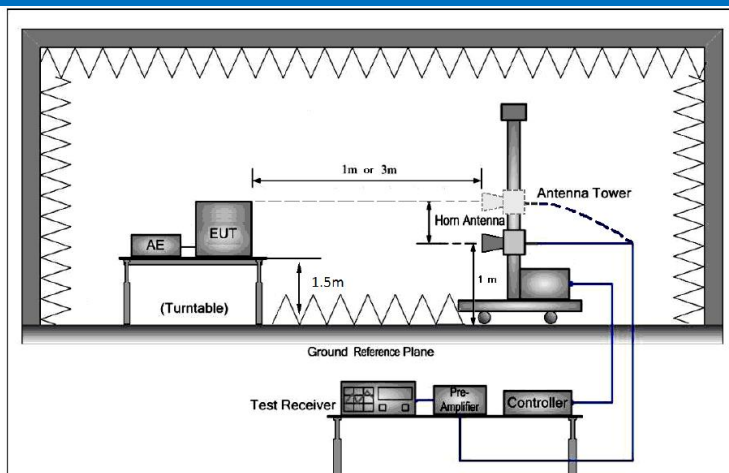 1m or 3m
Antenna Tower
Horn Antenna
AE
EUT
1.5m
1 m
(Turntable)
Ground Reference Plane
Test Receiver
Pre-
Amplifier
Controller